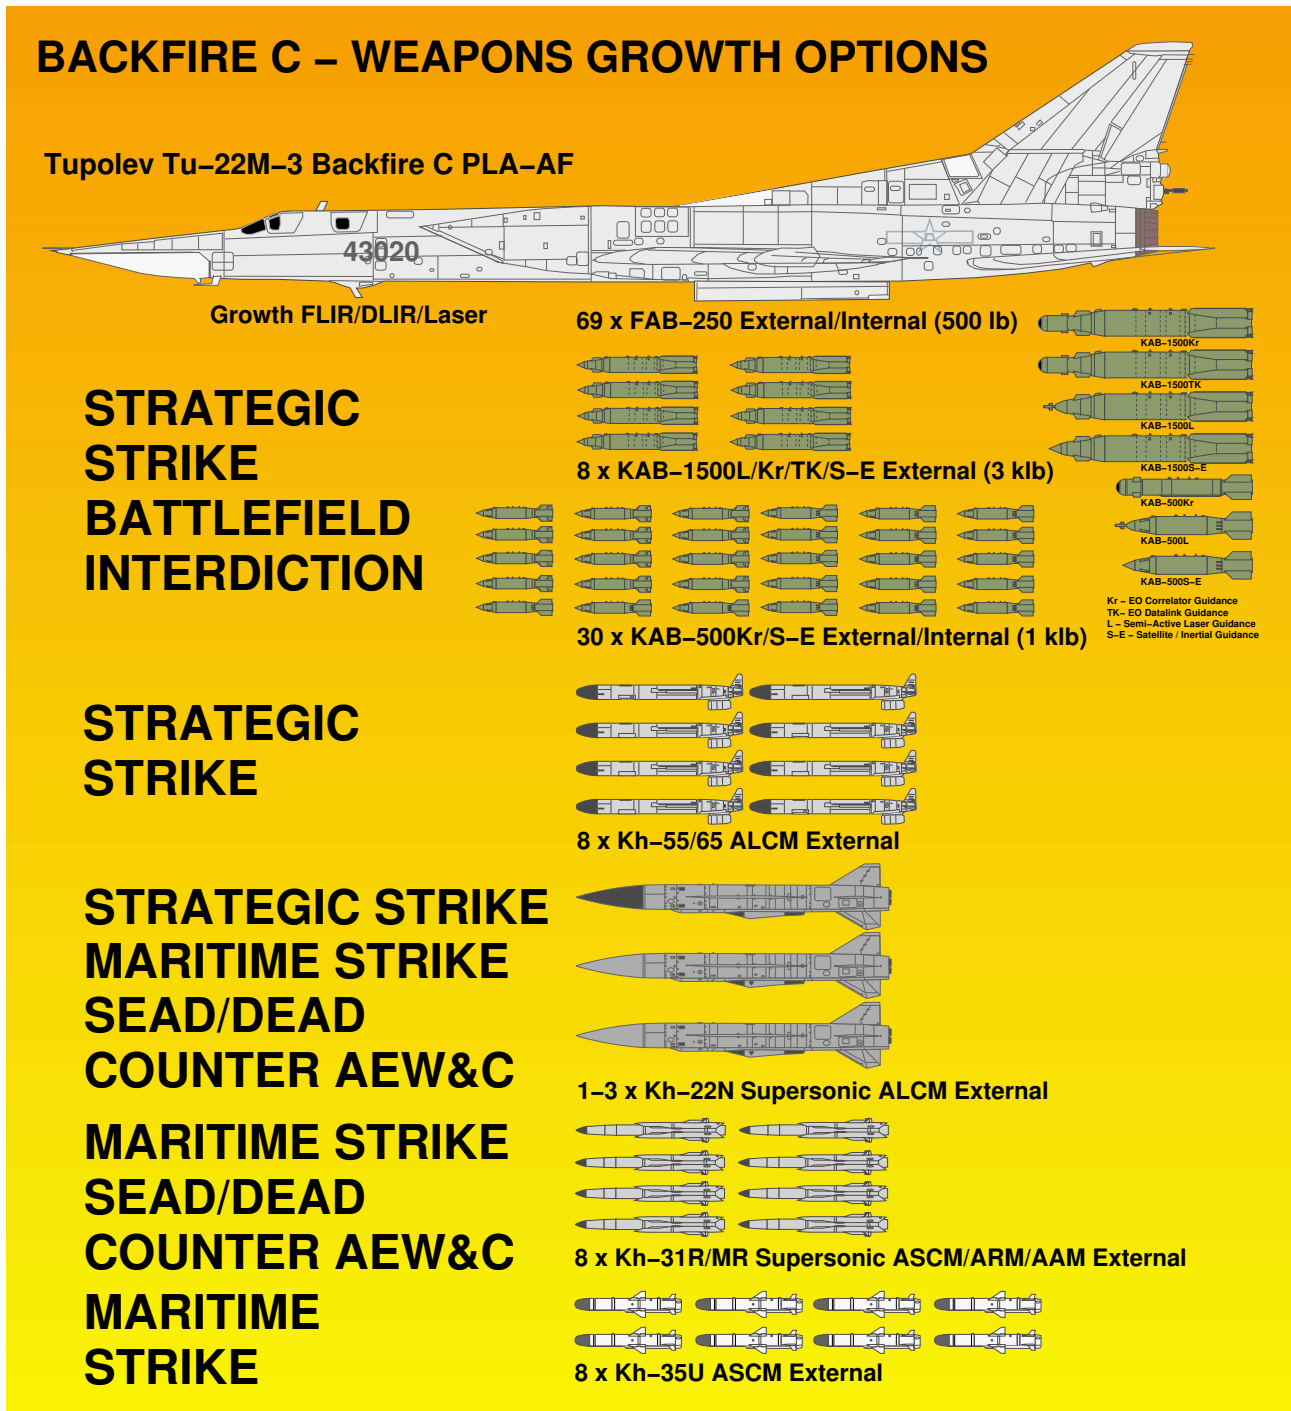 BACKFIRE C – WEAPONS GROWTH OPTIONS
Tupolev Tu–22M–3 Backfire C PLA–AF
43020
Growth FLIR/DLIR/Laser
69 x FAB–250 External/Internal (500 lb)
KAB–1500Kr
KAB–1500TK
KAB–1500L
KAB–1500S–E
KAB–500Kr
KAB–500L
KAB–500S–E
Kr – EO Correlator Guidance
TK– EO Datalink Guidance
L – Semi–Active Laser Guidance
S–E – Satellite / Inertial Guidance
STRATEGIC
STRIKE
BATTLEFIELD
INTERDICTION
8 x KAB–1500L/Kr/TK/S–E External (3 klb)
30 x KAB–500Kr/S–E External/Internal (1 klb)
STRATEGIC
STRIKE
8 x Kh–55/65 ALCM External
STRATEGIC STRIKE
MARITIME STRIKE
SEAD/DEAD
COUNTER AEW&C
1–3 x Kh–22N Supersonic ALCM External
MARITIME STRIKE
SEAD/DEAD
COUNTER AEW&C
8 x Kh–31R/MR Supersonic ASCM/ARM/AAM External
MARITIME
STRIKE
8 x Kh–35U ASCM External